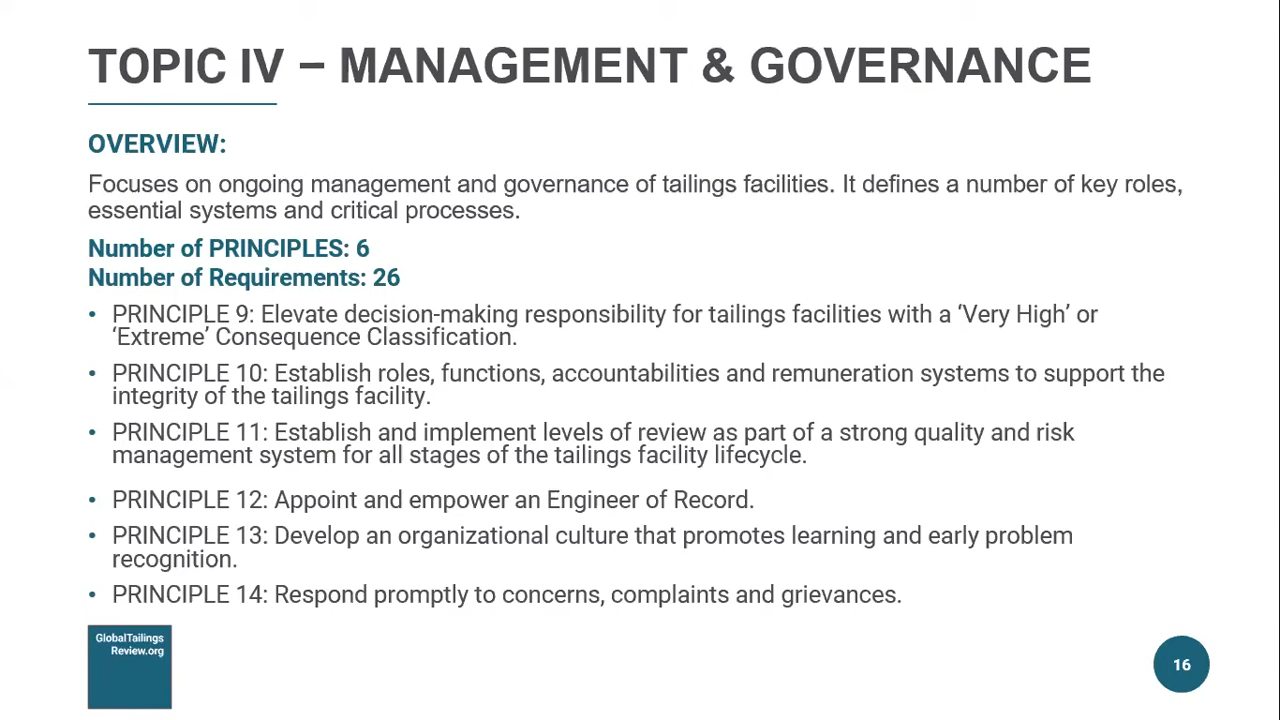 TOPIC IV – MANAGEMENT & GOVERNANCE
OVERVIEW:
Focuses on ongoing management and governance of tailings facilities. It defines a number of key roles,
essential systems and critical processes.
Number of PRINCIPLES: 6
Number of Requirements: 26
• PRINCIPLE 9: Elevate decision-making responsibility for tailings facilities with a ‘Very High’ or
‘Extreme’ Consequence Classification.
• PRINCIPLE 10: Establish roles, functions, accountabilities and remuneration systems to support the
integrity of the tailings facility.
• PRINCIPLE 11: Establish and implement levels of review as part of a strong quality and risk
management system for all stages of the tailings facility lifecycle.
• PRINCIPLE 12: Appoint and empower an Engineer of Record.
• PRINCIPLE 13: Develop an organizational culture that promotes learning and early problem
recognition.
• PRINCIPLE 14: Respond promptly to concerns, complaints and grievances.
GlobalTailings
Review.org
16